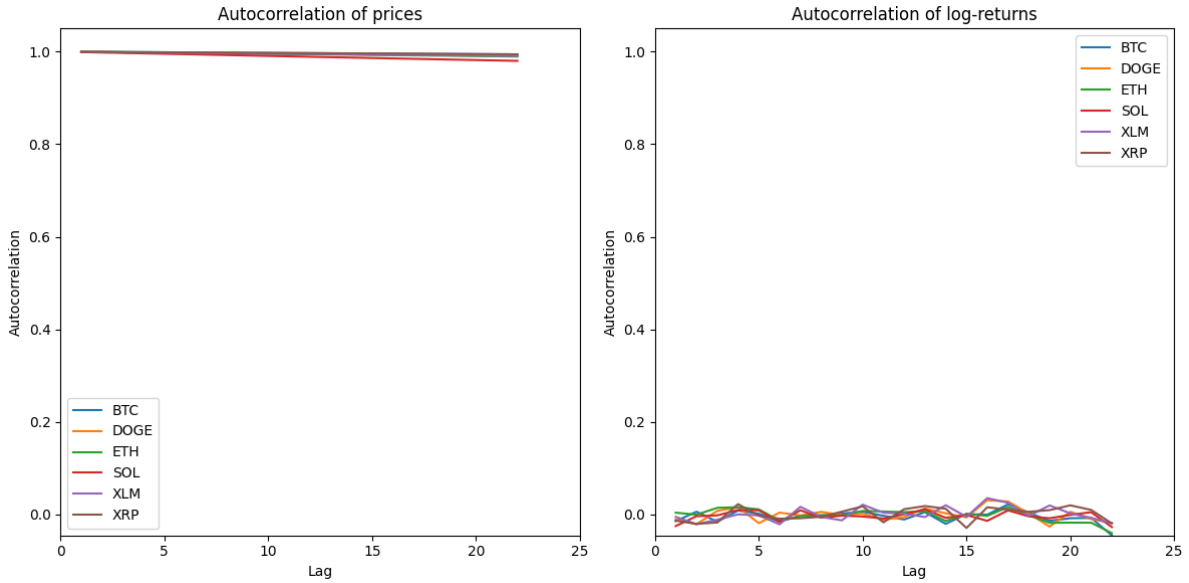 Autocorrelation of prices
Autocorrelation
1.0
0.8
0.6
0.4
0.2
0.0
BTC
DOGE
ETH
SOL
XLM
XRP
0 5 10 15 20 25
Lag
Autocorrelation of log-returns
Autocorrelation
1.0
0.8
0.6
0.4
0.2
0.0
BTC
DOGE
ETH
SOL
XLM
XRP
0 5 10 15 20 25
Lag